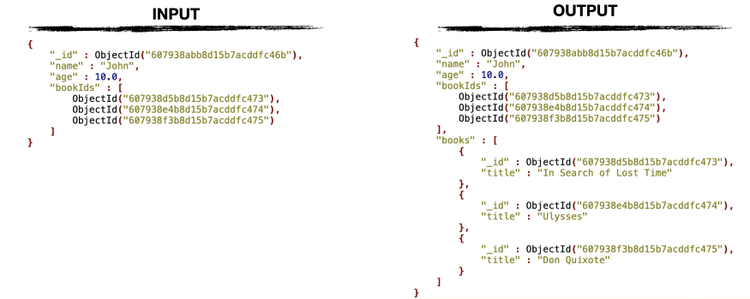 INPUT
{
"_id" : ObjectId("607938abb8d15b7acddfc46b"),
"name" : "John",
"age" : 10.0,
"bookIds" : [
ObjectId("607938d5b8d15b7acddfc473"),
ObjectId("607938e4b8d15b7acddfc474"),
ObjectId("607938f3b8d15b7acddfc475")
]
}
OUTPUT
{
"_id" : ObjectId("607938abb8d15b7acddfc46b"),
"name" : "John",
"age" : 10.0,
"bookIds" : [
ObjectId("607938d5b8d15b7acddfc473"),
ObjectId("607938e4b8d15b7acddfc474"),
ObjectId("607938f3b8d15b7acddfc475")
],
"books" : [
{
"_id" : ObjectId("607938d5b8d15b7acddfc473"),
"title" : "In Search of Lost Time"
},
{
"_id" : ObjectId("607938e4b8d15b7acddfc474"),
"title" : "Ulysses"
},
{
"_id" : ObjectId("607938f3b8d15b7acddfc475"),
"title" : "Don Quixote"
}
]
}